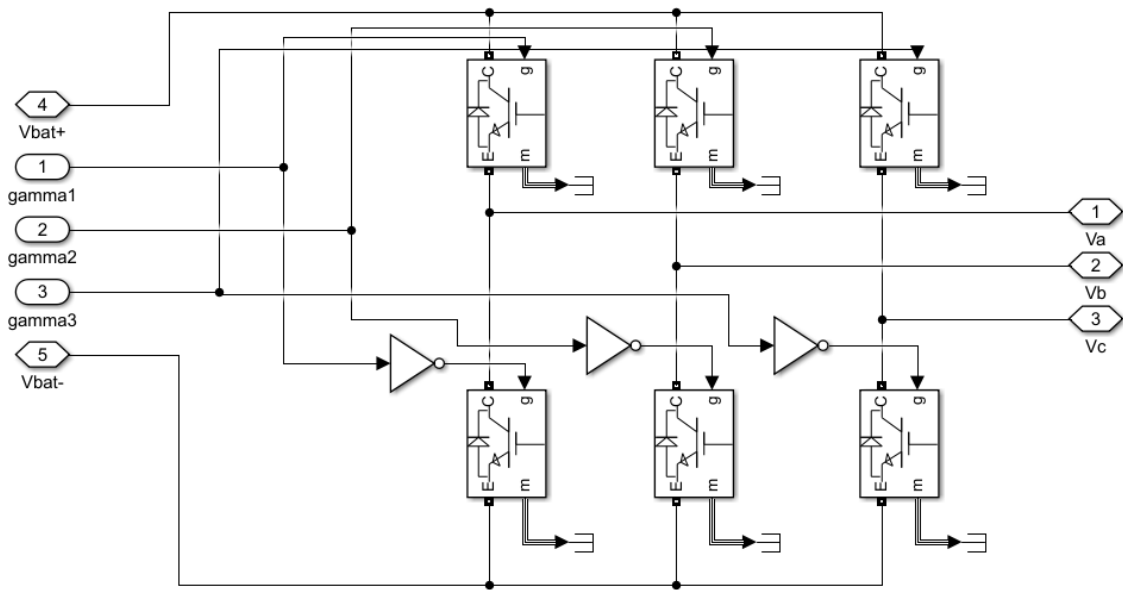 4
Vbat+
1
gamma1
2
gamma2
3
gamma3
5
Vbat-
C g
E m
C g
E m
C g
E m
1
Va
2
Vb
3
Vc
C g
E m
C g
E m
C g
E m